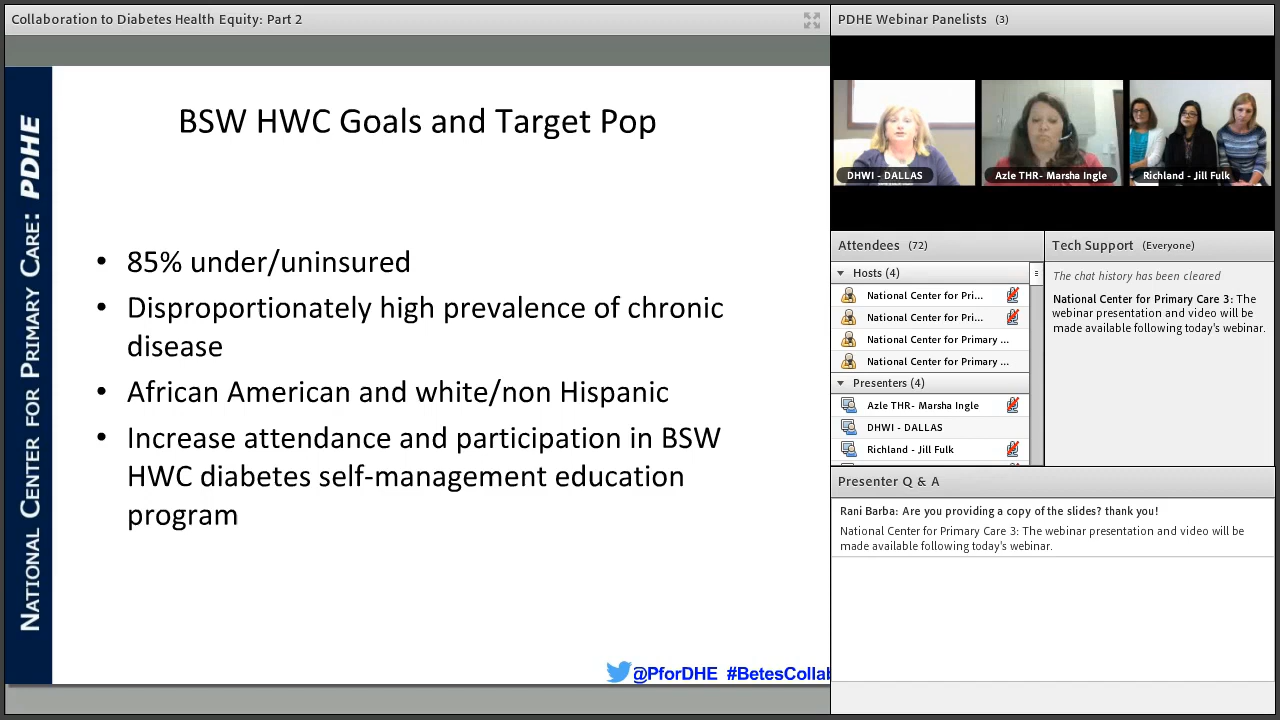 Collaboration to Diabetes Health Equity: Part 2
NATIONAL CENTER FOR PRIMARY CARE: PDHE
BSW HWC Goals and Target Pop
• 85% under/uninsured
• Disproportionately high prevalence of chronic
disease
• African American and white/non Hispanic
• Increase attendance and participation in BSW
HWC diabetes self-management education
program
@PforDHE #BetesCollab
PDHE Webinar Panelists (3)
DHWI - DALLAS
Azle THR- Marsha Ingle
Richland - Jill Fulk
Attendees (72)
Hosts (4)
National Center for Pri...
National Center for Pri...
National Center for Primary ...
National Center for Primary ...
Presenters (4)
Azle THR- Marsha Ingle
DHWI - DALLAS
Richland - Jill Fulk
Tech Support (Everyone)
The chat history has been cleared
National Center for Primary Care 3: The
webinar presentation and video will be
made available following today's webinar.
Presenter Q & A
Rani Barba: Are you providing a copy of the slides? thank you!
National Center for Primary Care 3: The webinar presentation and video will be
made available following today's webinar.